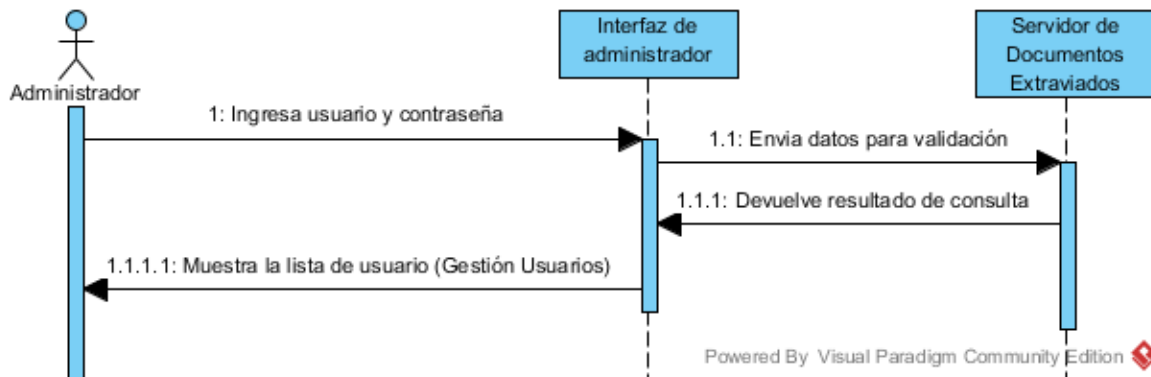 Administrador
Interfaz de
administrador
Servidor de
Documentos
Extraviados
1: Ingresa usuario y contraseña
1.1: Envia datos para validación
1.1.1: Devuelve resultado de consulta
1.1.1.1: Muestra la lista de usuario (Gestión Usuarios)
Powered By Visual Paradigm Community Edition